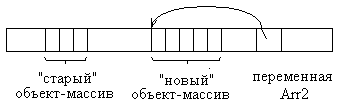 "старый"
объект-массив
"новый"
объект-массив
переменная
Arr2